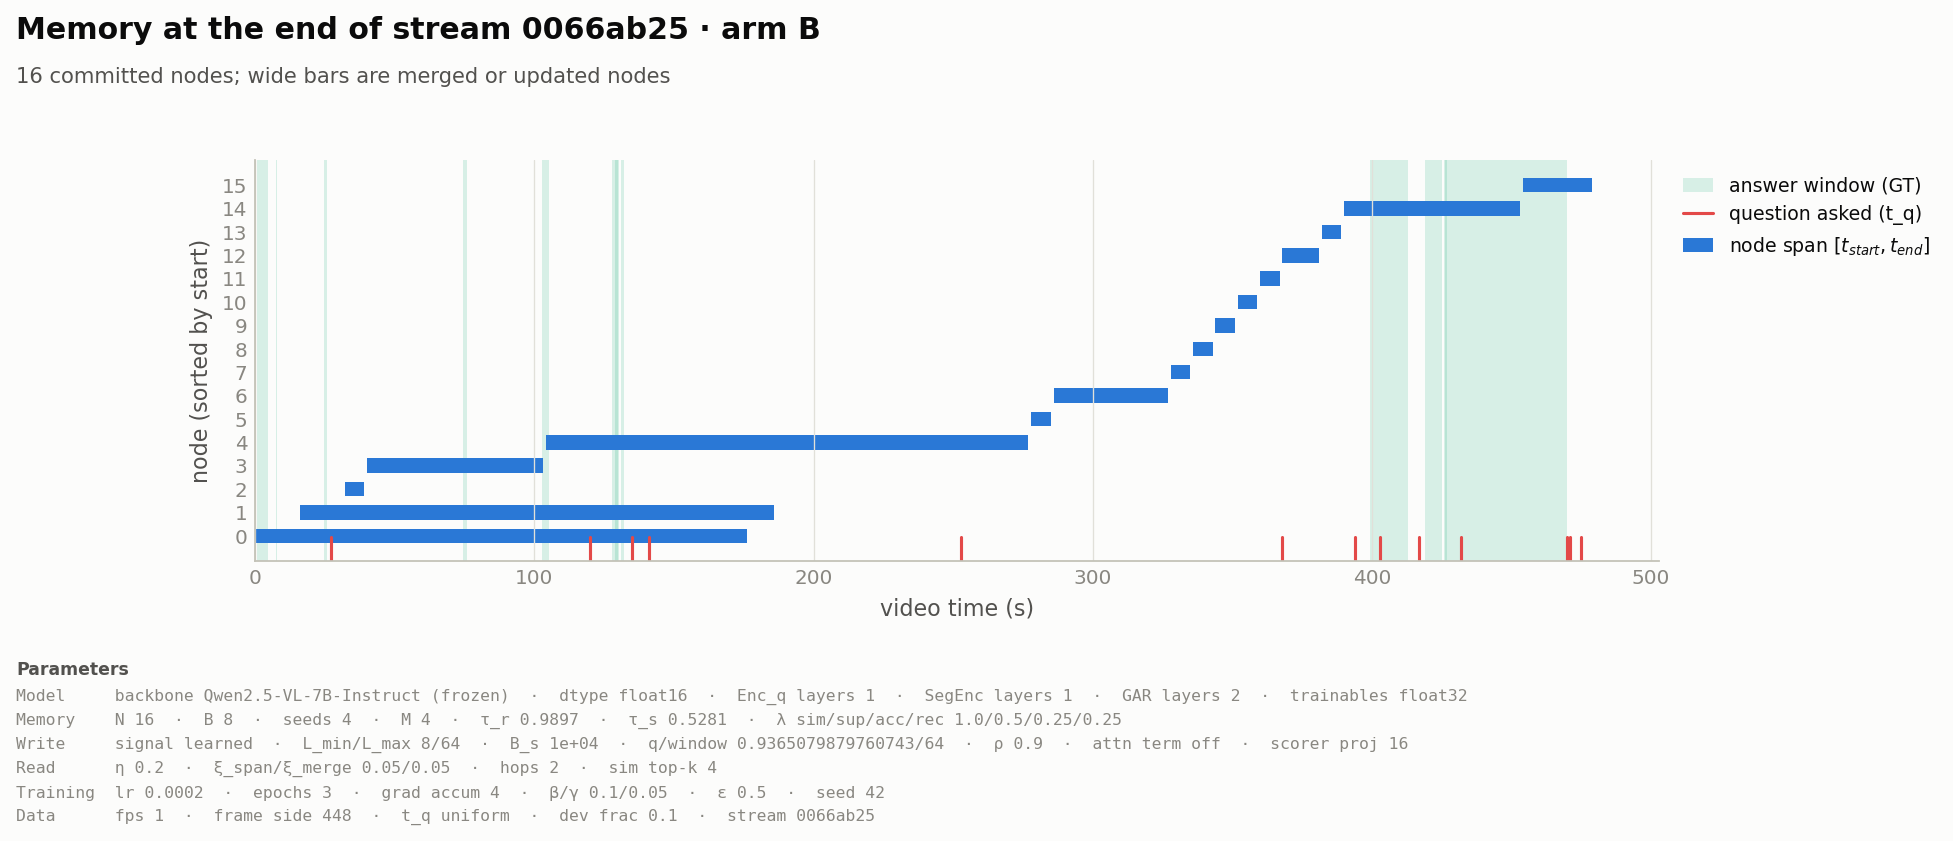 Memory at the end of stream 0066ab25 · arm B
16 committed nodes; wide bars are merged or updated nodes
answer window (GT)
question asked (t_q)
node span [t_start, t_end]
node (sorted by start)
15
14
13
12
11
10
9
8
7
6
5
4
3
2
1
0
0 100 200 300 400 500
video time (s)
Parameters
Model backbone Qwen2.5-VL-7B-Instruct (frozen) · dtype float16 · Enc_q layers 1 · SegEnc layers 1 · GAR layers 2 · trainables float32
Memory N 16 · B 8 · seeds 4 · M 4 · τ_r 0.9897 · τ_s 0.5281 · λ sim/sup/acc/rec 1.0/0.5/0.25/0.25
Write signal learned · L_min/L_max 8/64 · B_s 1e+04 · q/window 0.9365079879760743/64 · ρ 0.9 · attn term off · scorer proj 16
Read η 0.2 · ξ_span/ξ_merge 0.05/0.05 · hops 2 · sim top-k 4
Training lr 0.0002 · epochs 3 · grad accum 4 · β/γ 0.1/0.05 · ε 0.5 · seed 42
Data fps 1 · frame side 448 · t_q uniform · dev frac 0.1 · stream 0066ab25